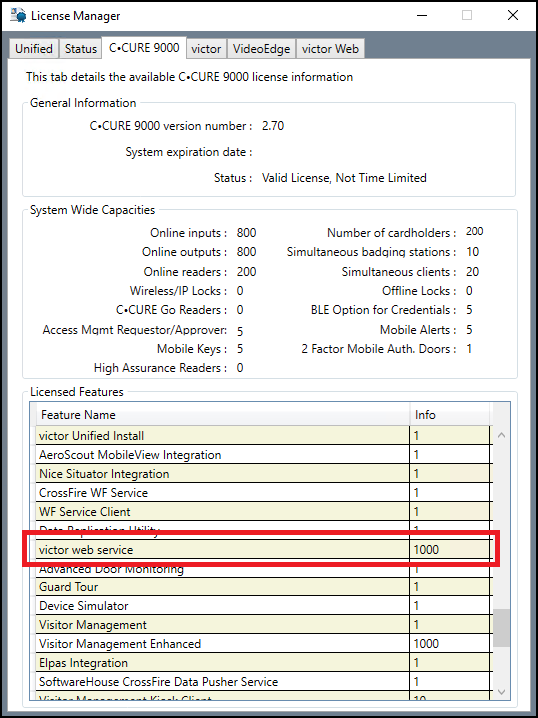 License Manager
Unified Status C•CURE 9000 victor VideoEdge victor Web
This tab details the available C•CURE 9000 license information
General Information
C•CURE 9000 version number : 2.70
System expiration date :
Status : Valid License, Not Time Limited
System Wide Capacities
Online inputs : 800 Number of cardholders : 200
Online outputs : 800 Simultaneous badging stations : 10
Online readers : 200 Simultaneous clients : 20
Wireless/IP Locks : 0 Offline Locks : 0
C•CURE Go Readers : 0 BLE Option for Credentials : 5
Access Mgmt Requestor/Approver: 5 Mobile Alerts : 5
Mobile Keys : 5 2 Factor Mobile Auth. Doors : 1
High Assurance Readers : 0
Licensed Features
Feature Name Info
victor Unified Install 1
AeroScout MobileView Integration 1
Nice Situator Integration 1
CrossFire WF Service 1
WF Service Client 1
Data Replication Utility 1
victor web service 1000
Advanced Door Monitoring 1
Guard Tour 1
Device Simulator 1
Visitor Management 1
Visitor Management Enhanced 1000
Elpas Integration 1
SoftwareHouse CrossFire Data Pusher Service 1
Visitor Management Kiosk Client 10